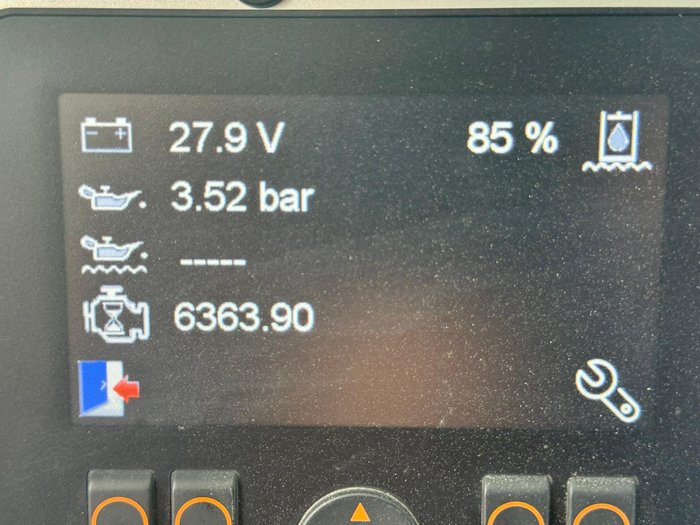 27.9 V
85 %
3.52 bar
-----
6363.90